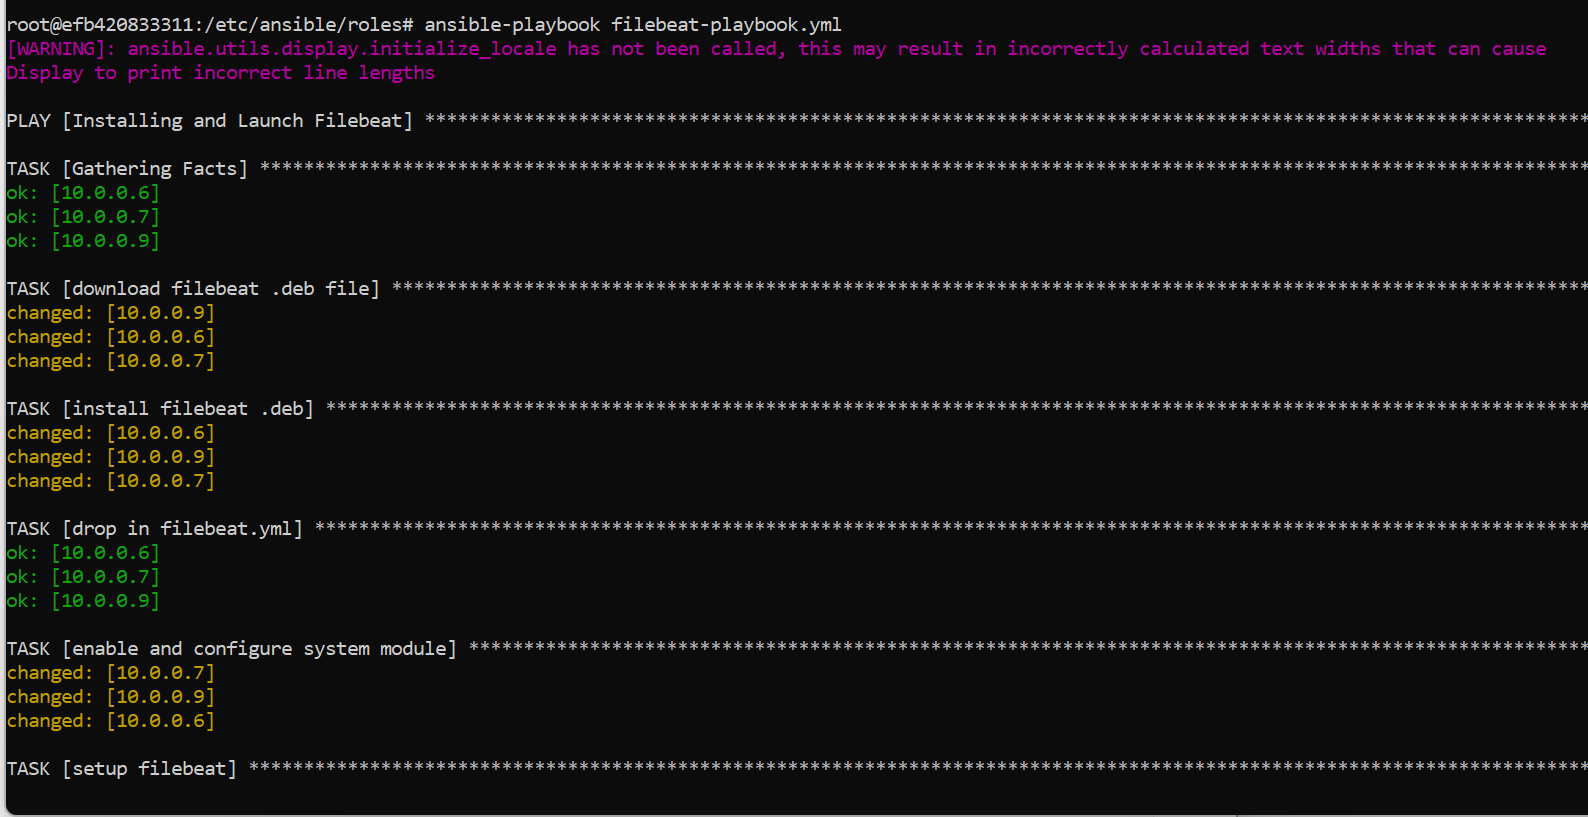 root@efb420833311:/etc/ansible/roles# ansible-playbook filebeat-playbook.yml
[WARNING]: ansible.utils.display.initialize_locale has not been called, this may result in incorrectly calculated text widths that can cause
Display to print incorrect line lengths
PLAY [Installing and Launch Filebeat] **********************************************************************************************************
TASK [Gathering Facts] *************************************************************************************************************************
ok: [10.0.0.6]
ok: [10.0.0.7]
ok: [10.0.0.9]
TASK [download filebeat .deb file] *************************************************************************************************************
changed: [10.0.0.9]
changed: [10.0.0.6]
changed: [10.0.0.7]
TASK [install filebeat .deb] *******************************************************************************************************************
changed: [10.0.0.6]
changed: [10.0.0.9]
changed: [10.0.0.7]
TASK [drop in filebeat.yml] ********************************************************************************************************************
ok: [10.0.0.6]
ok: [10.0.0.7]
ok: [10.0.0.9]
TASK [enable and configure system module] ******************************************************************************************************
changed: [10.0.0.7]
changed: [10.0.0.9]
changed: [10.0.0.6]
TASK [setup filebeat] **************************************************************************************************************************